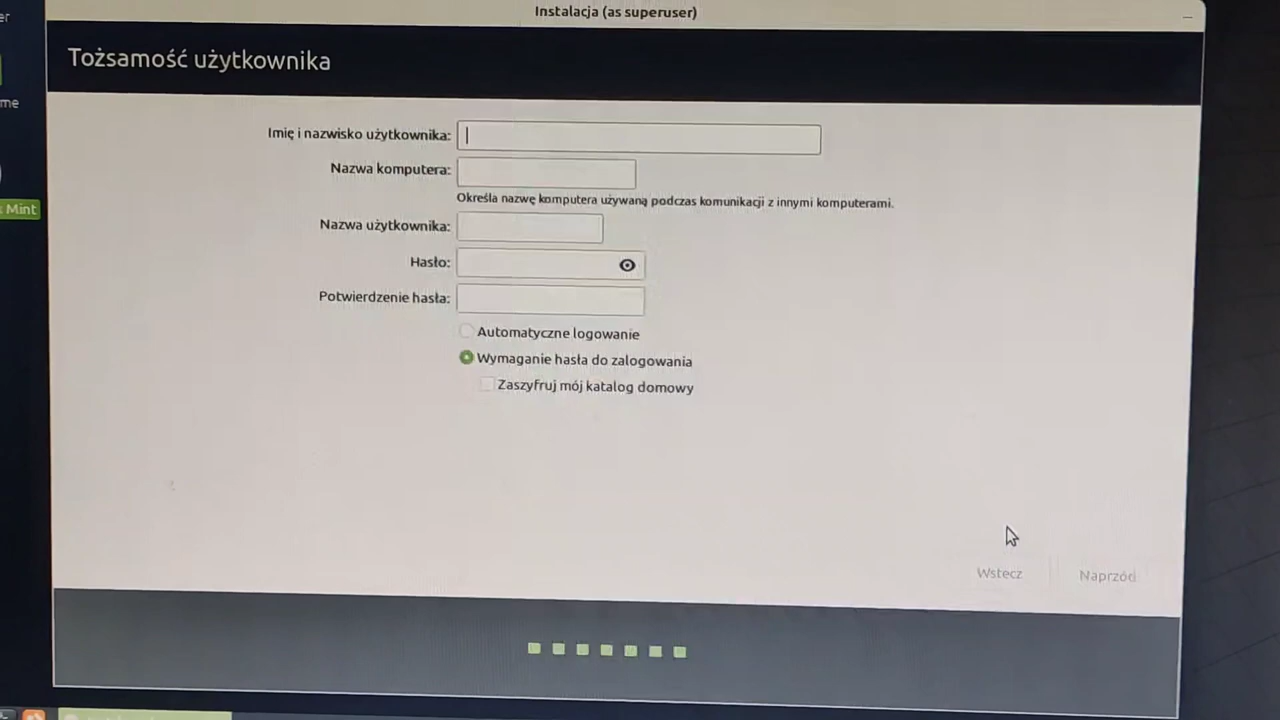 Instalacja (as superuser)
er
Tożsamość użytkownika
me
Imię i nazwisko użytkownika:
Nazwa komputera:
Określa nazwę komputera używaną podczas komunikacji z innymi komputerami.
Mint
Nazwa użytkownika:
Hasło:
Potwierdzenie hasła:
Automatyczne logowanie
Wymaganie hasła do zalogowania
Zaszyfruj mój katalog domowy
Wstecz
Naprzód